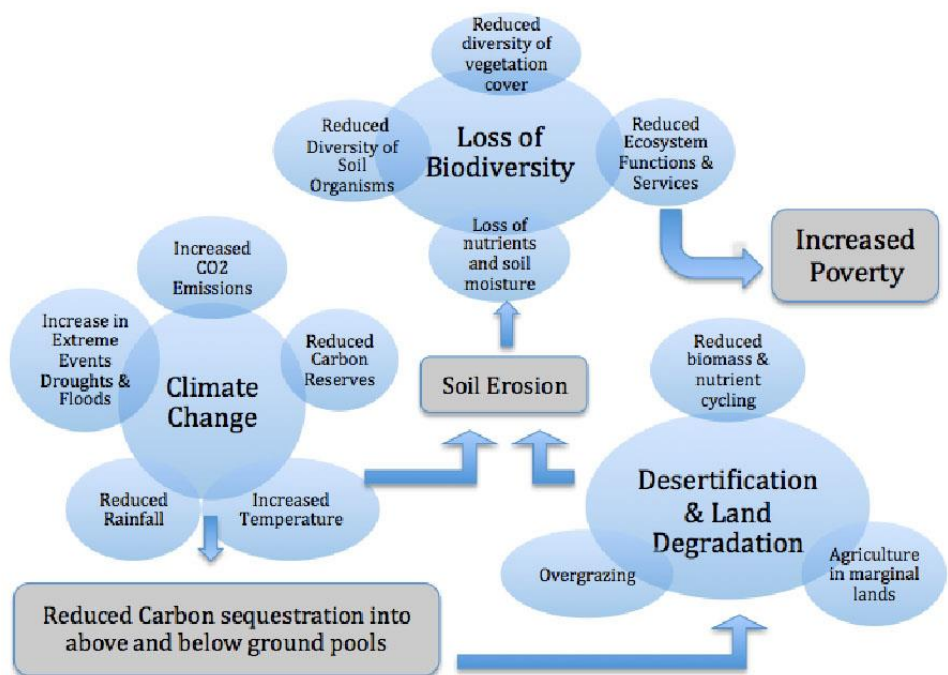 Reduced
diversity of
vegetation
cover
Reduced
Diversity of
Soil
Organisms
Loss of
Biodiversity
Reduced
Ecosystem
Functions &
Services
Loss of
nutrients
and soil
moisture
Increased
Poverty
Increased
CO2
Emissions
Increase in
Extreme
Events
Droughts &
Floods
Climate
Change
Reduced
Carbon
Reserves
Reduced
Rainfall
Increased
Temperature
Soil Erosion
Reduced
biomass &
nutrient
cycling
Desertification
& Land
Degradation
Overgrazing
Agriculture
in marginal
lands
Reduced Carbon sequestration into
above and below ground pools